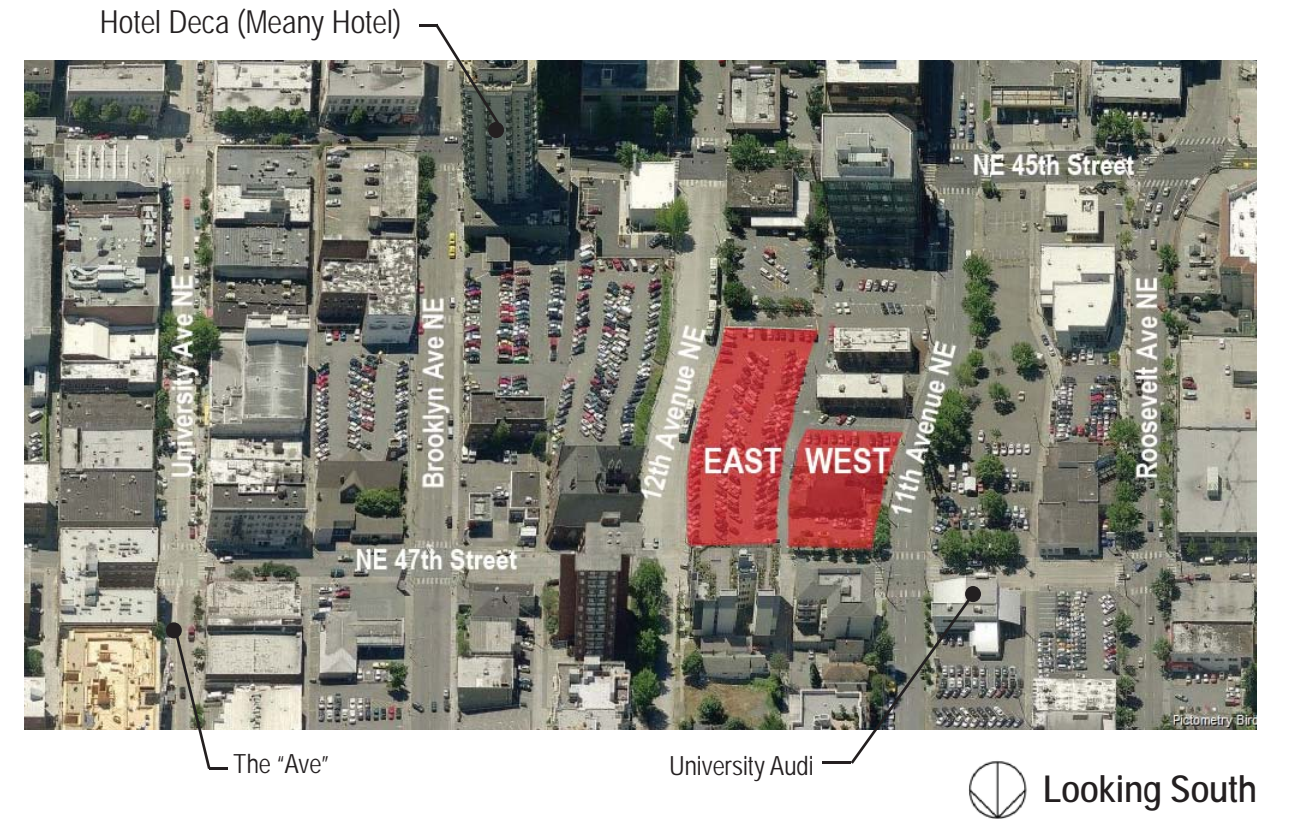 Hotel Deca (Meany Hotel)
NE 45th Street
University Ave NE
Brooklyn Ave NE
12th Avenue NE
11th Avenue NE
Roosevelt Ave NE
EAST
WEST
NE 47th Street
Pictometry Bird
The “Ave”
University Audi
Looking South